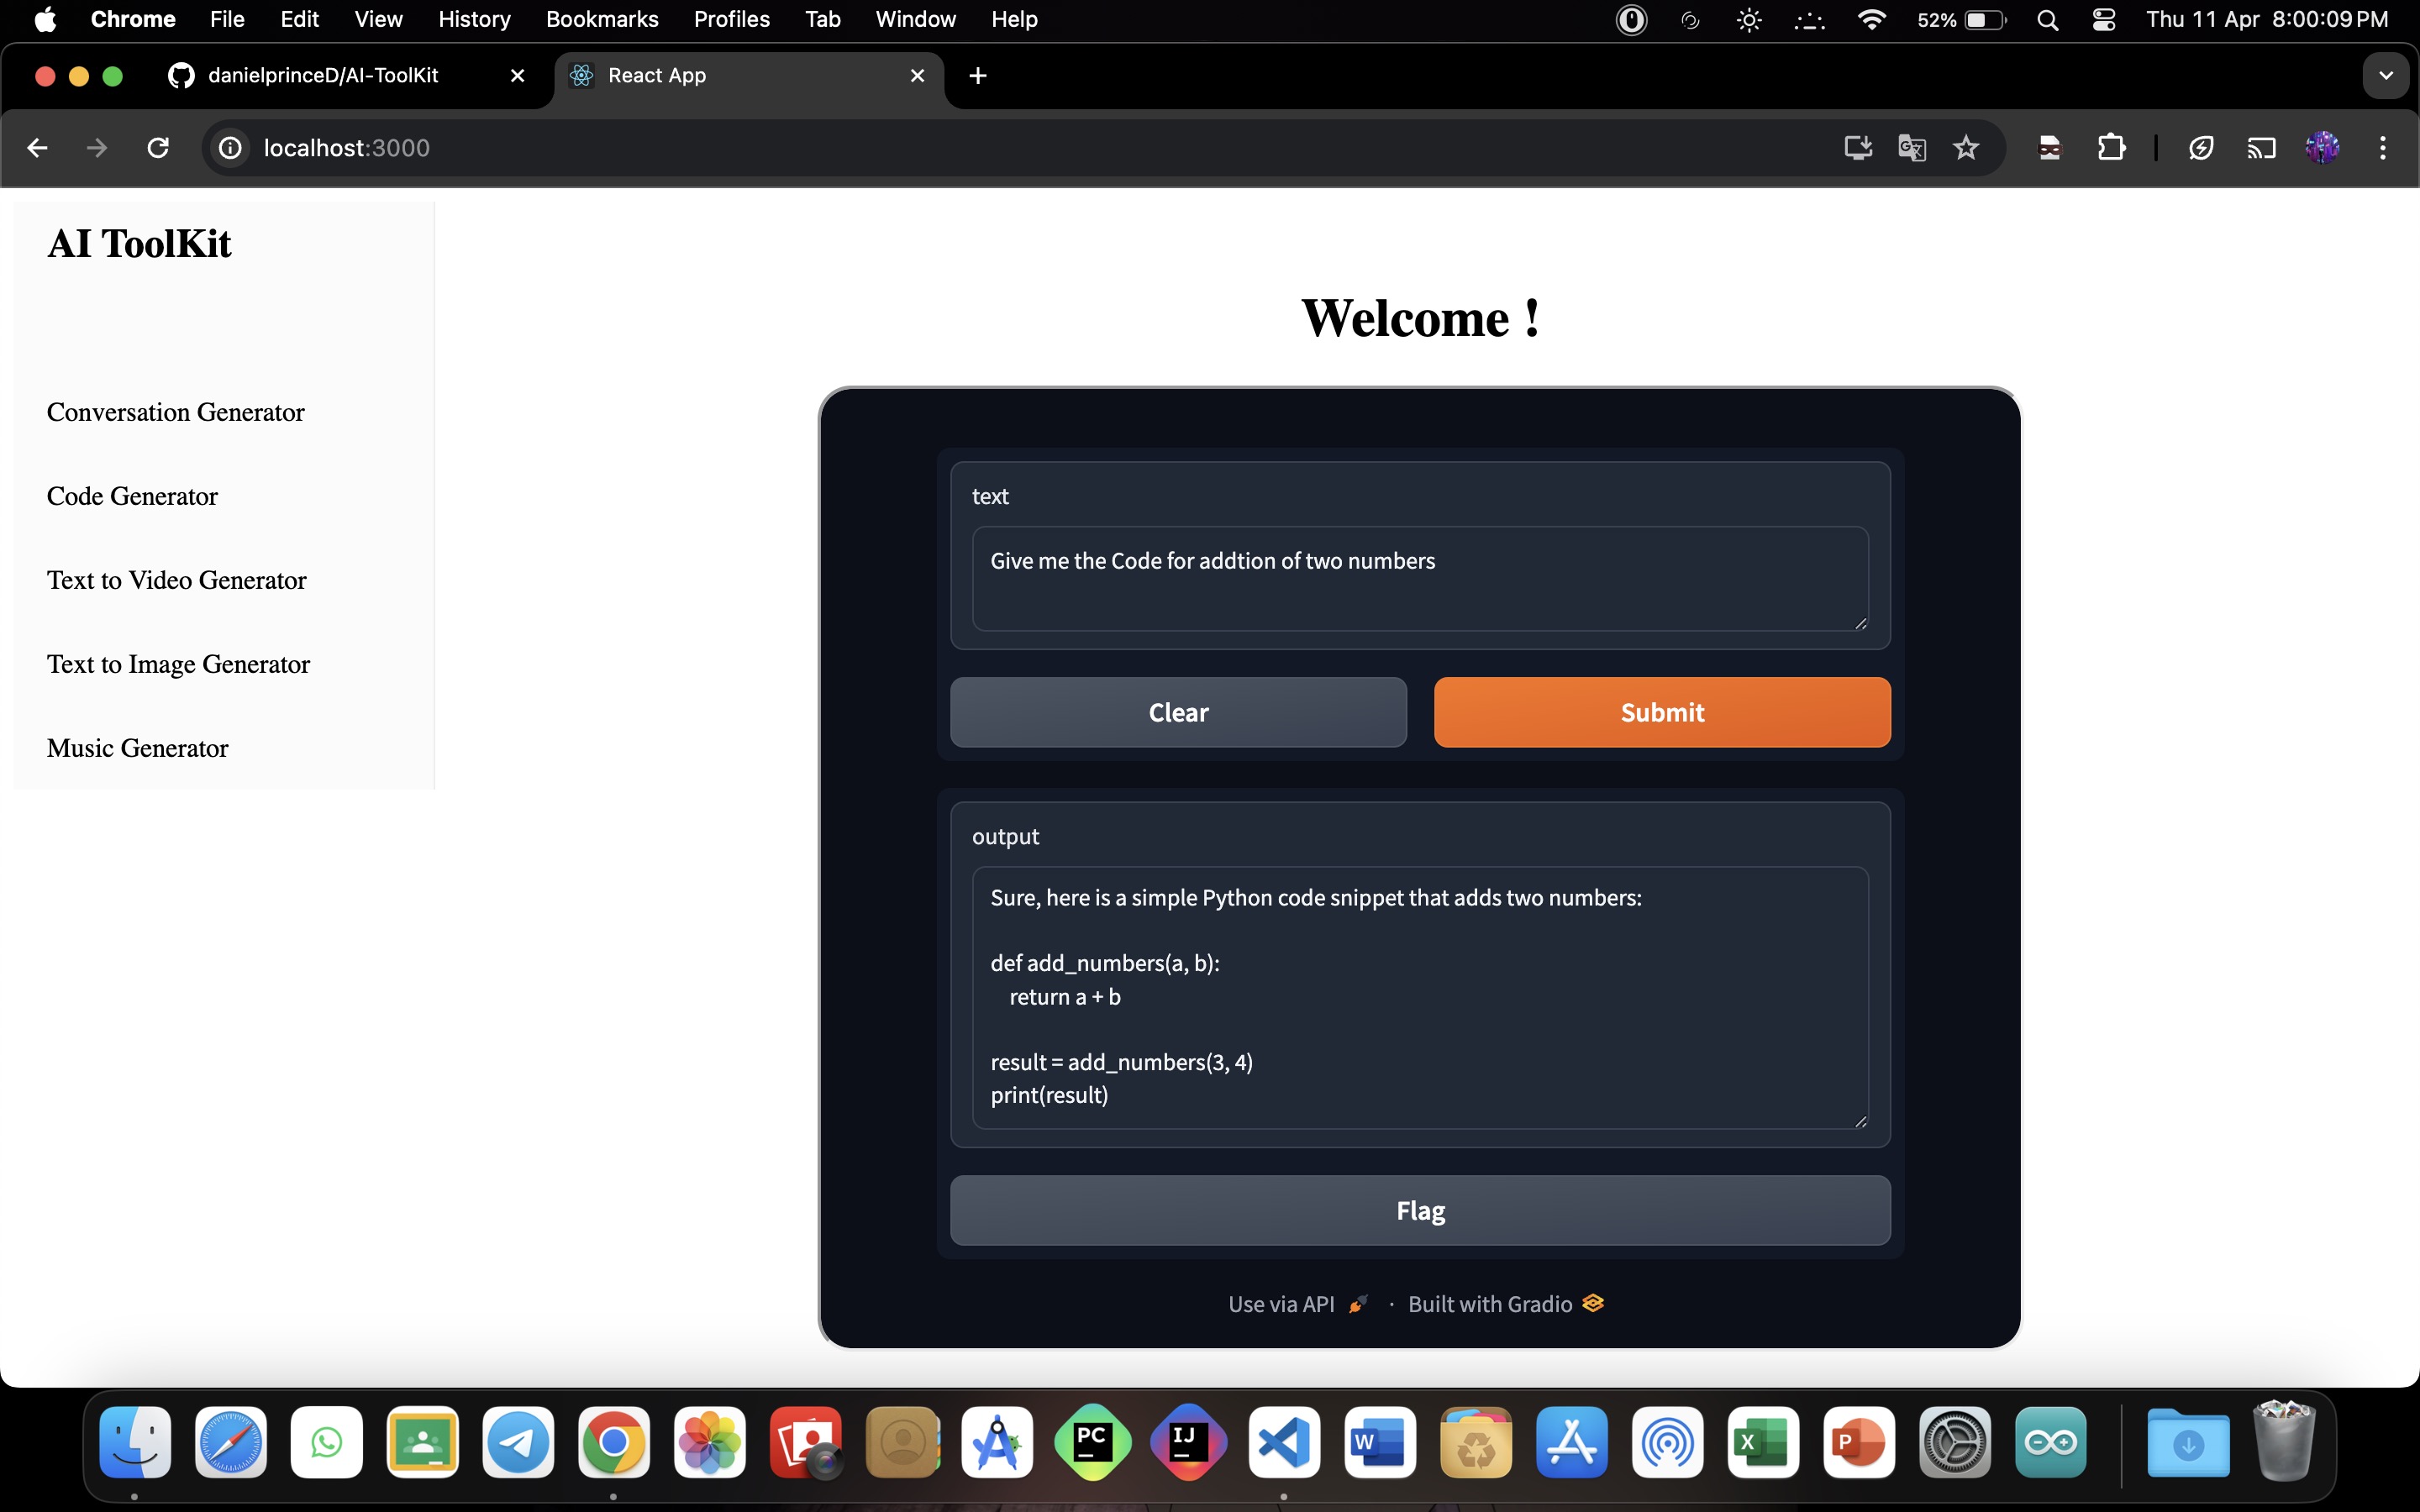 Chrome File Edit View History Bookmarks Profiles Tab Window Help 52% Thu 11 Apr 8:00:09 PM
danielprinceD/AI-ToolKit React App
localhost:3000
AI ToolKit
Conversation Generator
Code Generator
Text to Video Generator
Text to Image Generator
Music Generator
Welcome !
text
Give me the Code for addtion of two numbers
Clear Submit
output
Sure, here is a simple Python code snippet that adds two numbers:
def add_numbers(a, b):
return a + b
result = add_numbers(3, 4)
print(result)
Flag
Use via API · Built with Gradio
PC IJ W X P